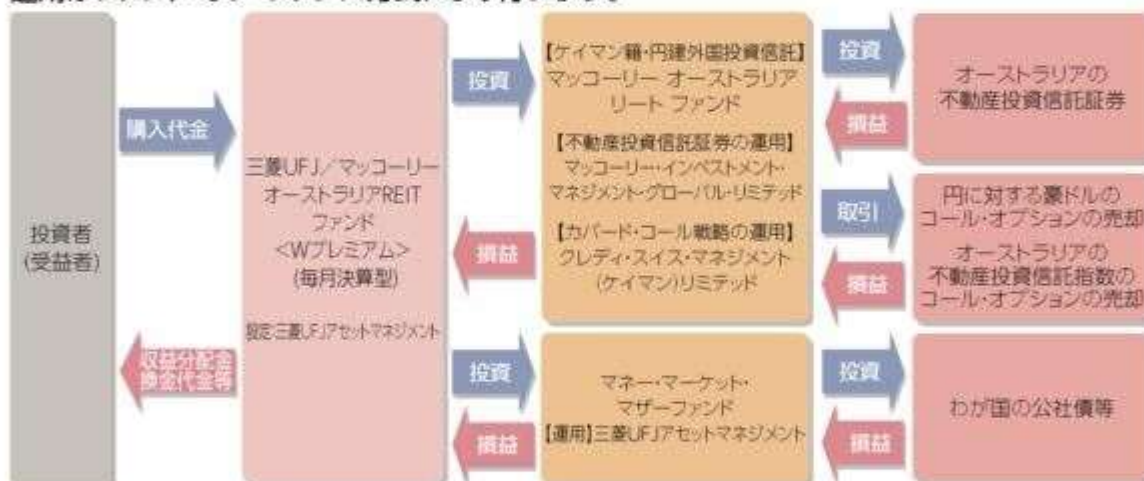 投資者
(受益者)
購入代金
収益分配金
換金代金等
三菱UFJ/マッコーリー
オーストラリアREIT
ファンド
<Wプレミアム>
(毎月決算型)
設定:三菱UFJアセットマネジメント
投資
損益
投資
損益
【ケイマン籍・円建外国投資信託】
マッコーリー オーストラリア
リート ファンド
【不動産投資信託証券の運用】
マッコーリー・インベストメント・
マネジメント・グローバル・リミテッド
【カバード・コール戦略の運用】
クレディ・スイス・マネジメント
(ケイマン)リミテッド
マネー・マーケット・
マザーファンド
【運用】三菱UFJアセットマネジメント
投資
損益
取引
損益
投資
損益
オーストラリアの
不動産投資信託証券
円に対する豪ドルの
コール・オプションの売却
オーストラリアの
不動産投資信託指数の
コール・オプションの売却
わが国の公社債等